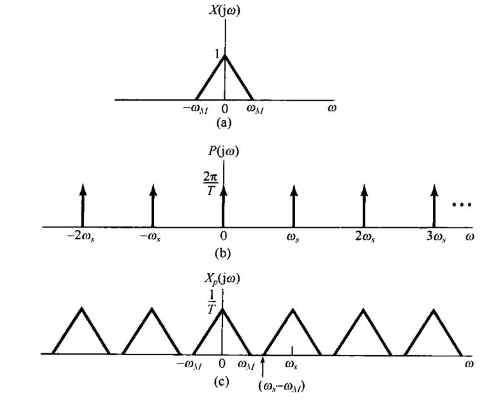 X(jω)
1
−ω_M 0 ω_M ω
(a)
P(jω)
2π/T
−2ω_s −ω_s 0 ω_s 2ω_s 3ω_s ω
(b)
X_p(jω)
1/T
−ω_M 0 ω_M ω_s ω
(c) (ω_s−ω_M)